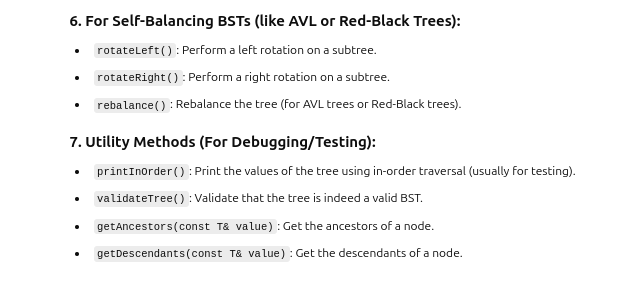 6. For Self-Balancing BSTs (like AVL or Red-Black Trees):
• rotateLeft(): Perform a left rotation on a subtree.
• rotateRight(): Perform a right rotation on a subtree.
• rebalance(): Rebalance the tree (for AVL trees or Red-Black trees).
7. Utility Methods (For Debugging/Testing):
• printInOrder(): Print the values of the tree using in-order traversal (usually for testing).
• validateTree(): Validate that the tree is indeed a valid BST.
• getAncestors(const T& value): Get the ancestors of a node.
• getDescendants(const T& value): Get the descendants of a node.